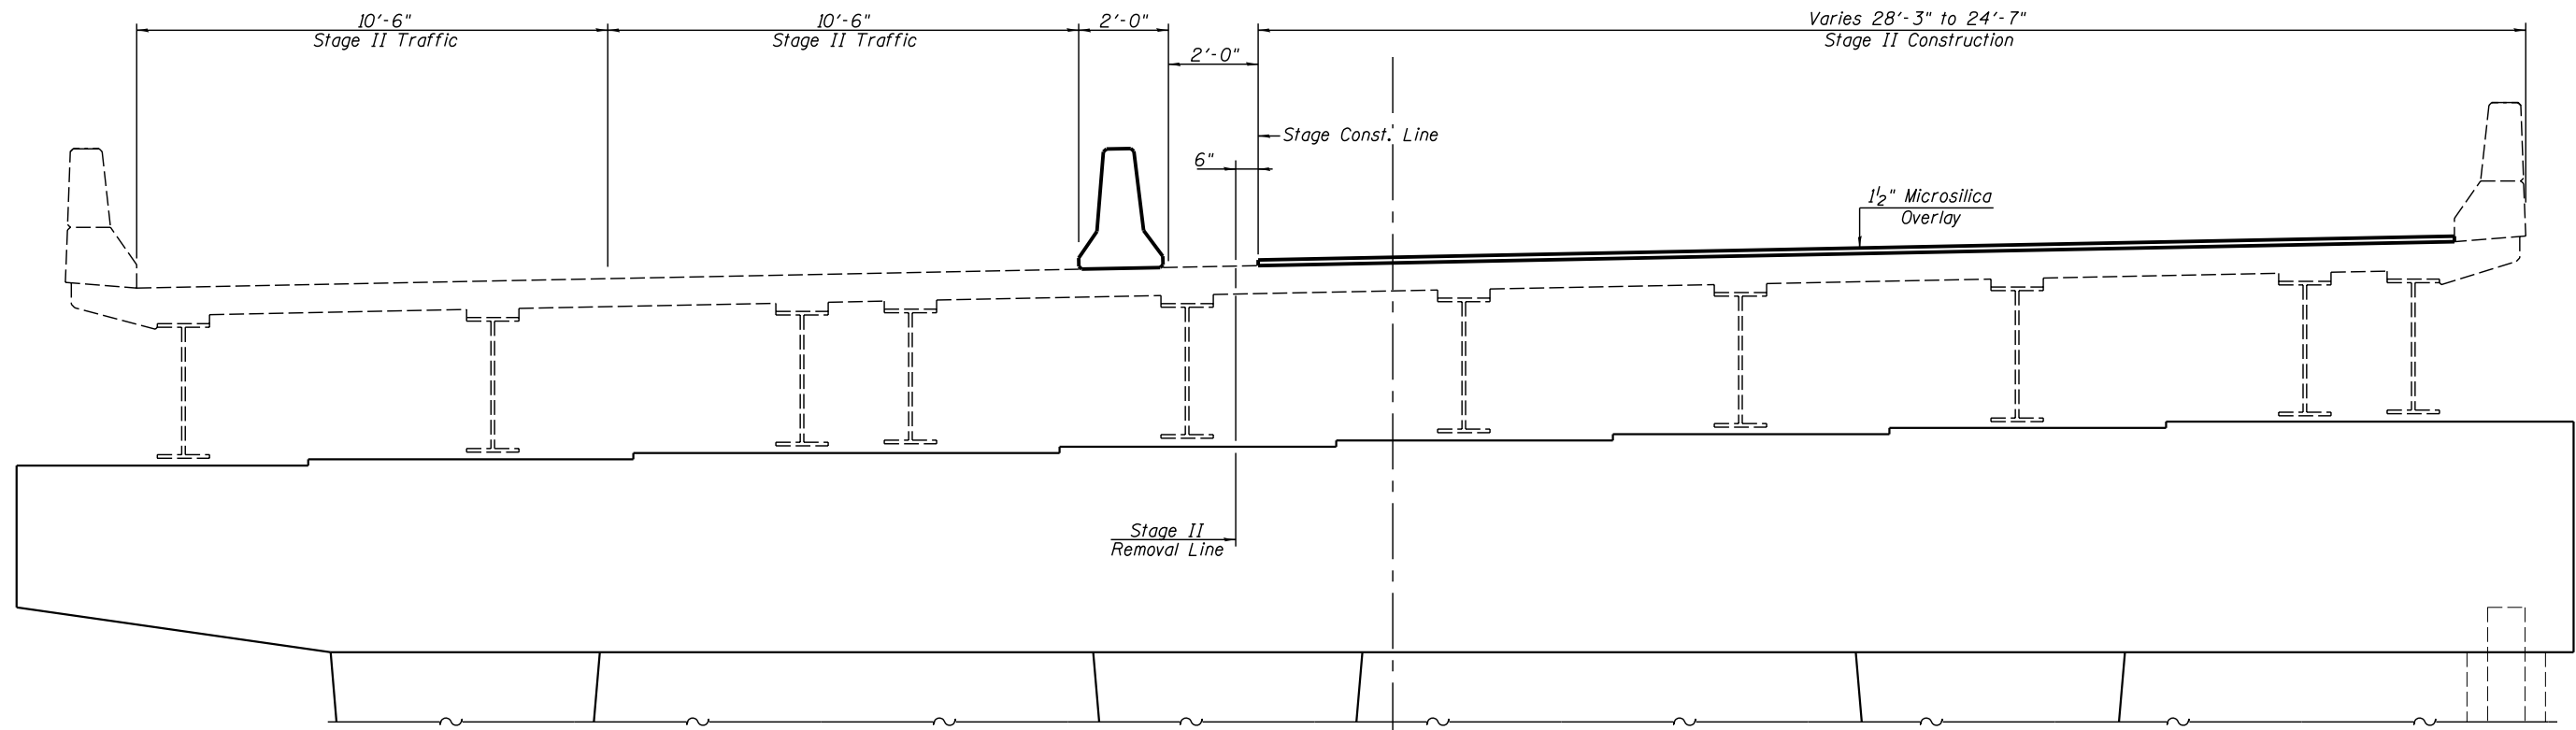 10'-6"
Stage II Traffic
10'-6"
Stage II Traffic
2'-0"
2'-0"
Varies 28'-3" to 24'-7"
Stage II Construction
Stage Const. Line
6"
1½" Microsilica
Overlay
Stage II
Removal Line